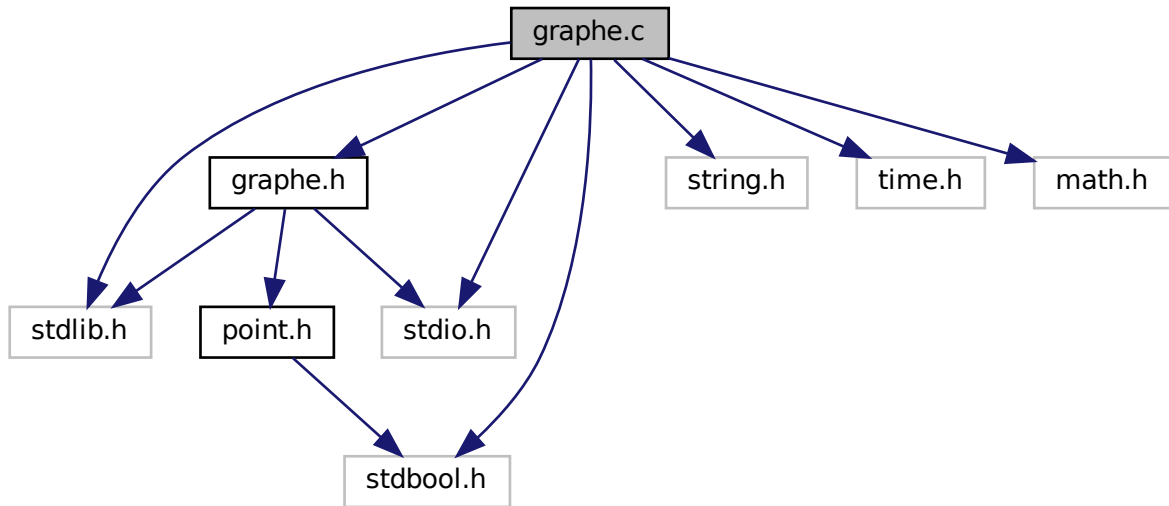 graphe.c
graphe.h
string.h
time.h
math.h
stdlib.h
point.h
stdio.h
stdbool.h